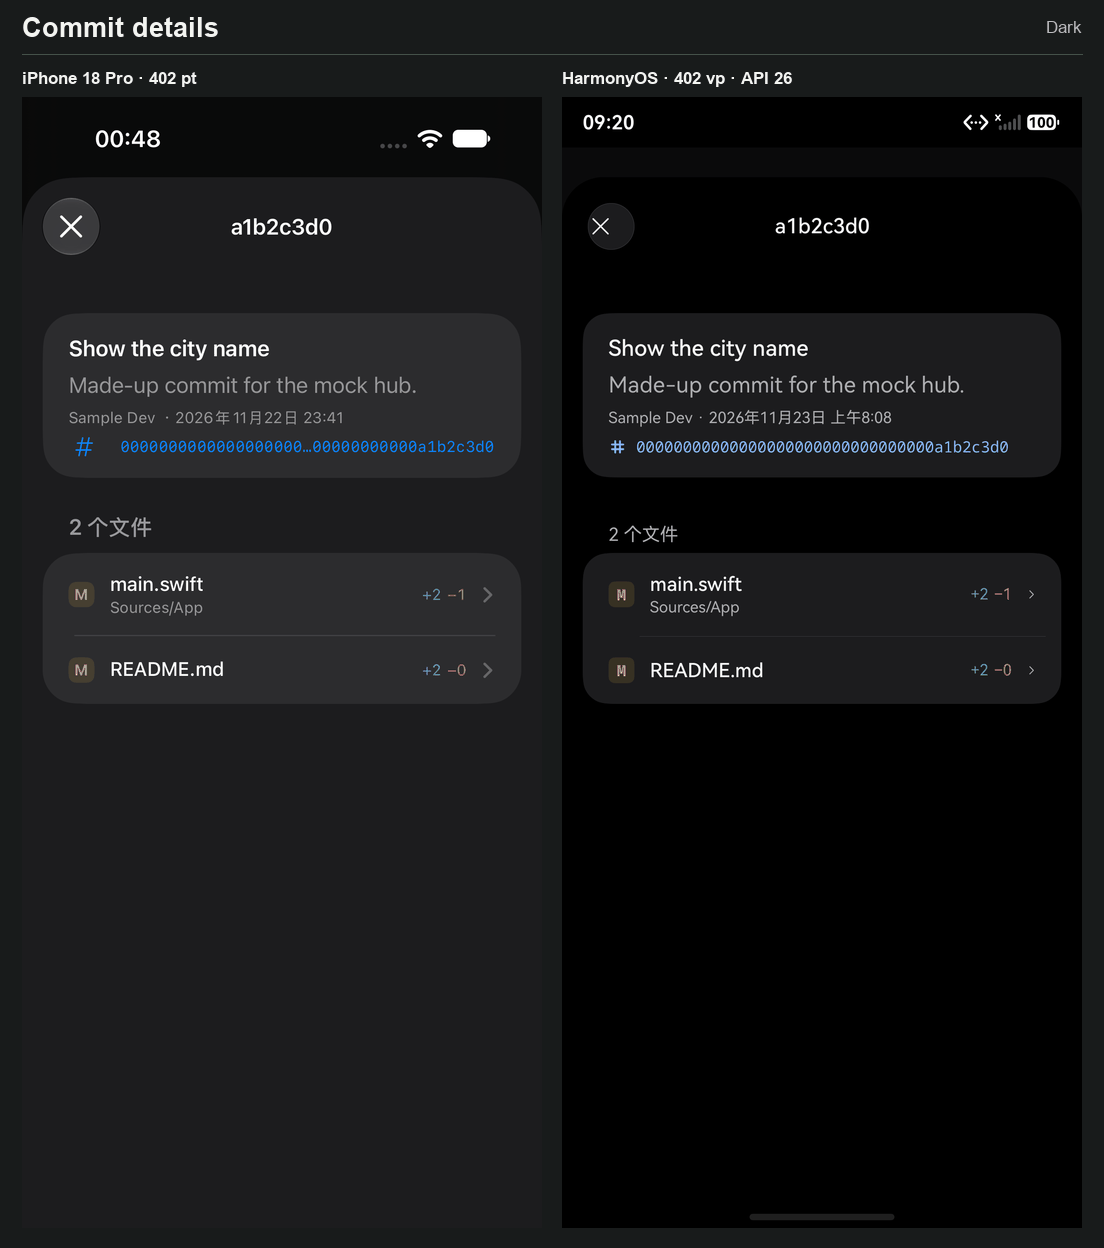 Commit details
Dark
iPhone 18 Pro · 402 pt
00:48
a1b2c3d0
Show the city name
Made-up commit for the mock hub.
Sample Dev · 2026年11月22日 23:41
# 0000000000000000000…00000000000a1b2c3d0
2 个文件
M main.swift +2 −1
Sources/App
M README.md +2 −0
HarmonyOS · 402 vp · API 26
09:20
100
a1b2c3d0
Show the city name
Made-up commit for the mock hub.
Sample Dev · 2026年11月23日 上午8:08
# 00000000000000000000000000000000a1b2c3d0
2 个文件
M main.swift +2 −1
Sources/App
M README.md +2 −0